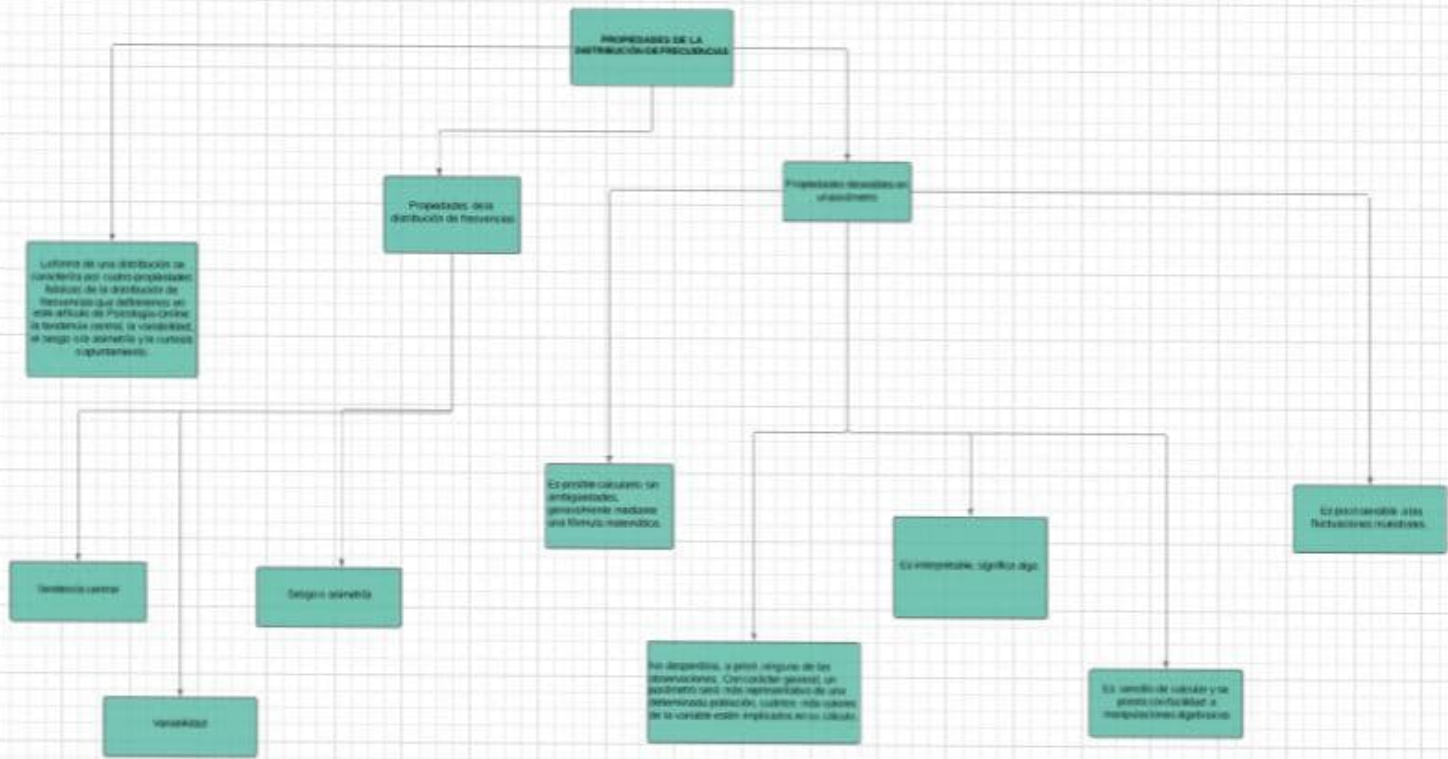 PROPIEDADES DE LA
DISTRIBUCIÓN DE FRECUENCIAS
Propiedades de la
distribución de frecuencias
Propiedades deseables en
un parámetro
La forma de una distribución se
caracteriza por cuatro propiedades
básicas de la distribución de
frecuencias que definiremos en
este artículo de Psicología-Online:
la tendencia central, la variabilidad,
el sesgo o la asimetría y la curtosis
o apuntamiento.
Es posible calcularlo sin
ambigüedades,
generalmente mediante
una fórmula matemática.
Es poco sensible a las
fluctuaciones muestrales.
Es interpretable, significa algo.
Tendencia central
Sesgo o asimetría
No desperdicia, a priori, ninguna de las
observaciones. Con carácter general, un
parámetro será más representativo de una
determinada población, cuántos más valores
de la variable estén implicados en su cálculo.
Es sencillo de calcular y se
presta con facilidad a
manipulaciones algebraicas
Variabilidad